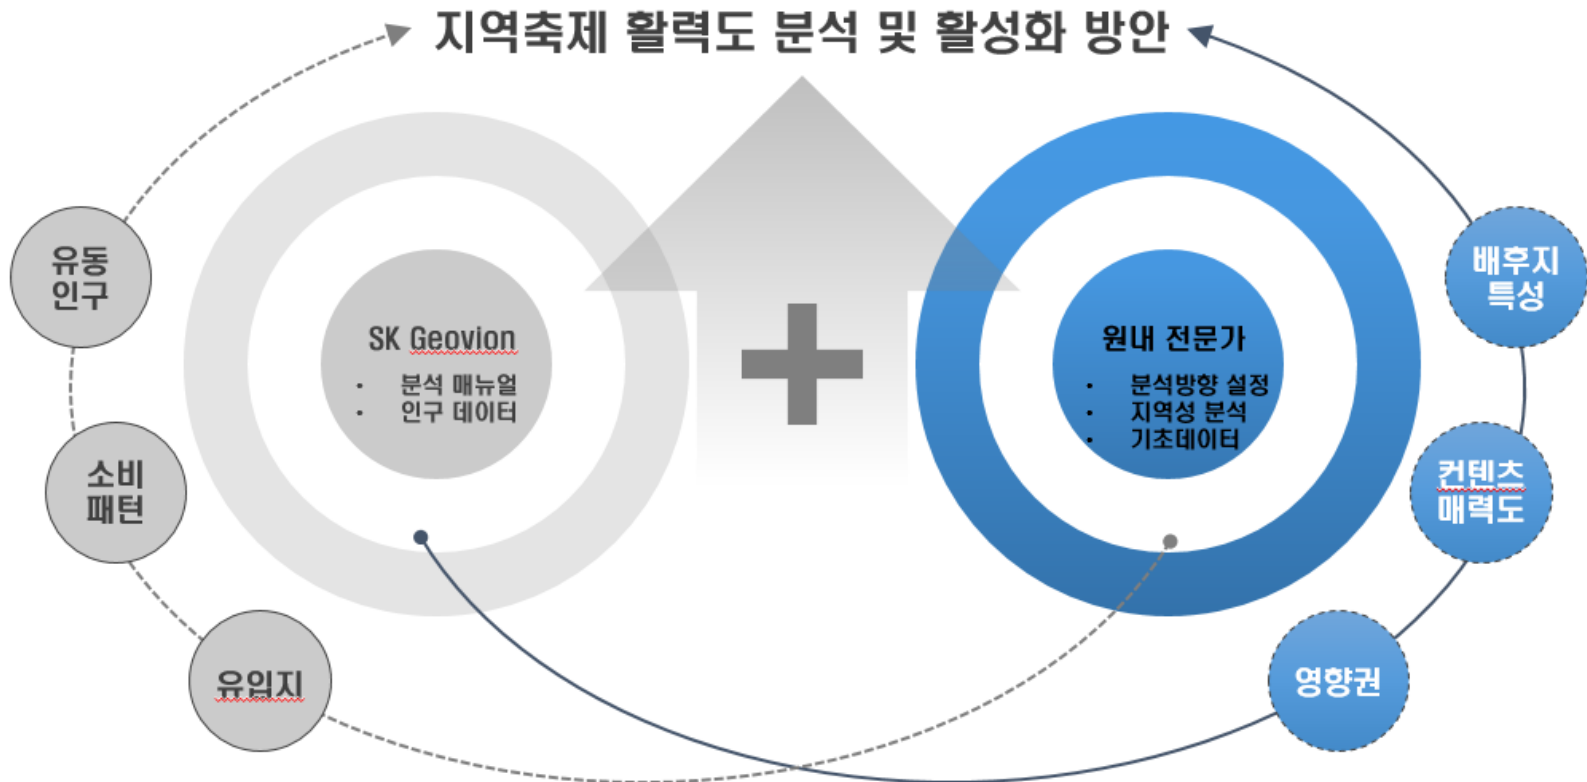 지역축제 활력도 분석 및 활성화 방안
유동
인구
소비
패턴
유입지
SK Geovion
• 분석 매뉴얼
• 인구 데이터
원내 전문가
• 분석방향 설정
• 지역성 분석
• 기초데이터
배후지
특성
컨텐츠
매력도
영향권